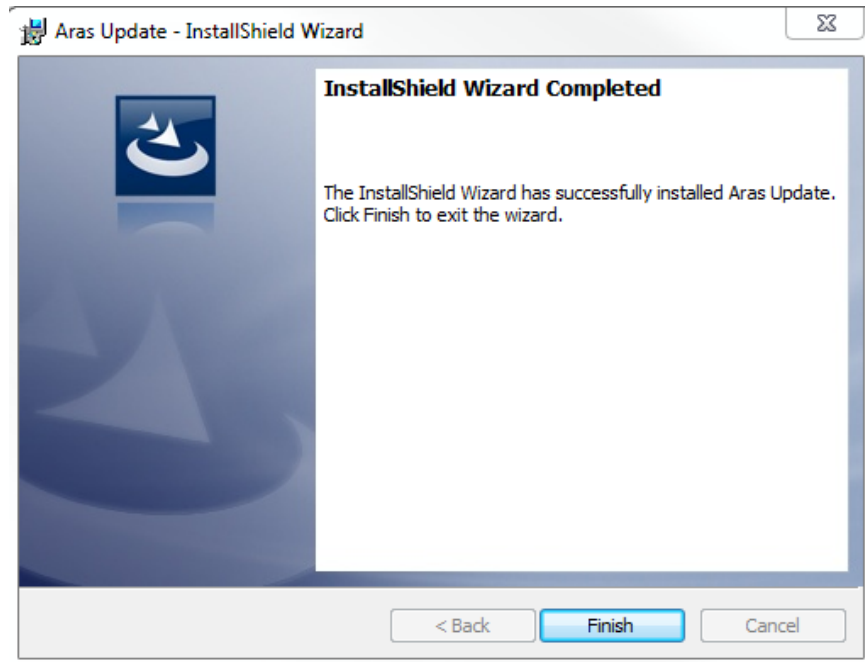 Aras Update - InstallShield Wizard
InstallShield Wizard Completed
The InstallShield Wizard has successfully installed Aras Update.
Click Finish to exit the wizard.
< Back
Finish
Cancel